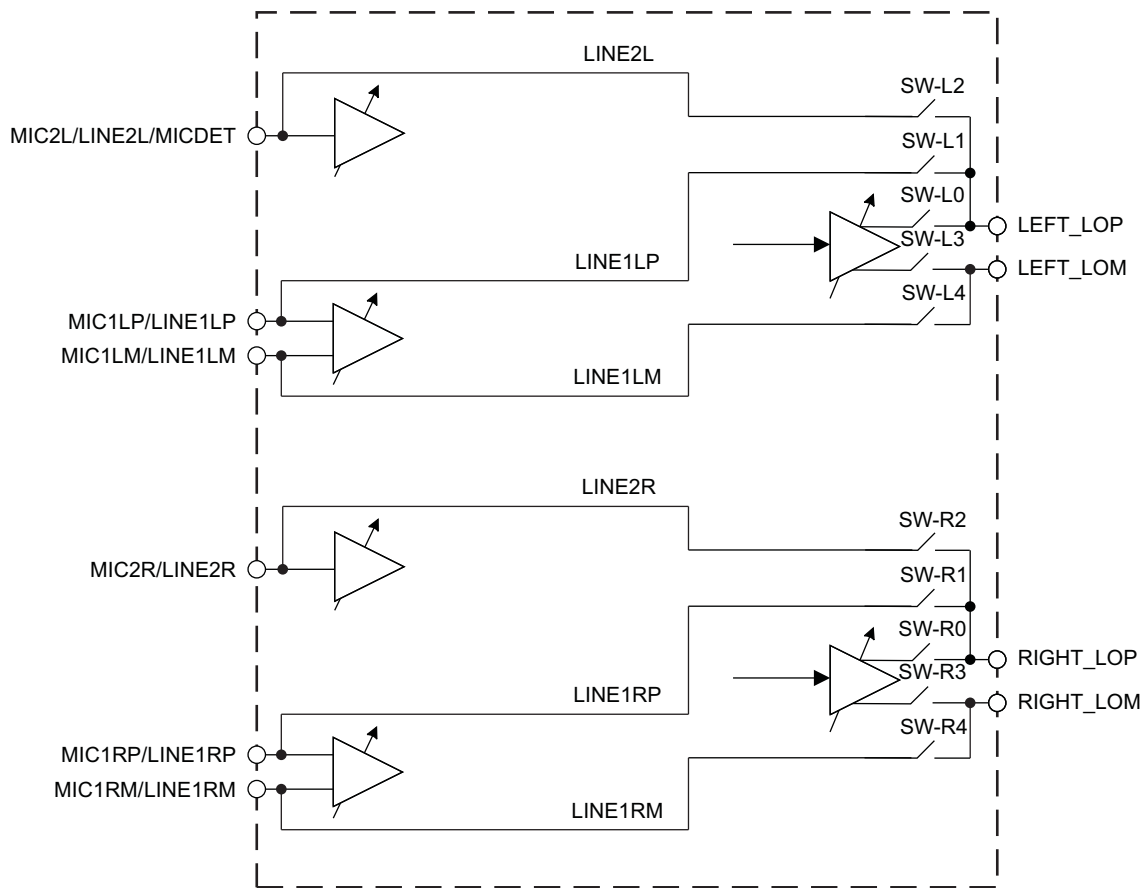 LINE2L
SW-L2
MIC2L/LINE2L/MICDET
SW-L1
SW-L0
LEFT_LOP
SW-L3
LINE1LP
LEFT_LOM
SW-L4
MIC1LP/LINE1LP
MIC1LM/LINE1LM
LINE1LM
LINE2R
SW-R2
MIC2R/LINE2R
SW-R1
SW-R0
RIGHT_LOP
SW-R3
LINE1RP
RIGHT_LOM
SW-R4
MIC1RP/LINE1RP
MIC1RM/LINE1RM
LINE1RM